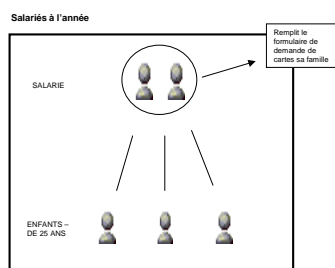 Salariés à l'année
Remplit le
formulaire de
demande de
cartes sa famille
SALARIE
ENFANTS –
DE 25 ANS